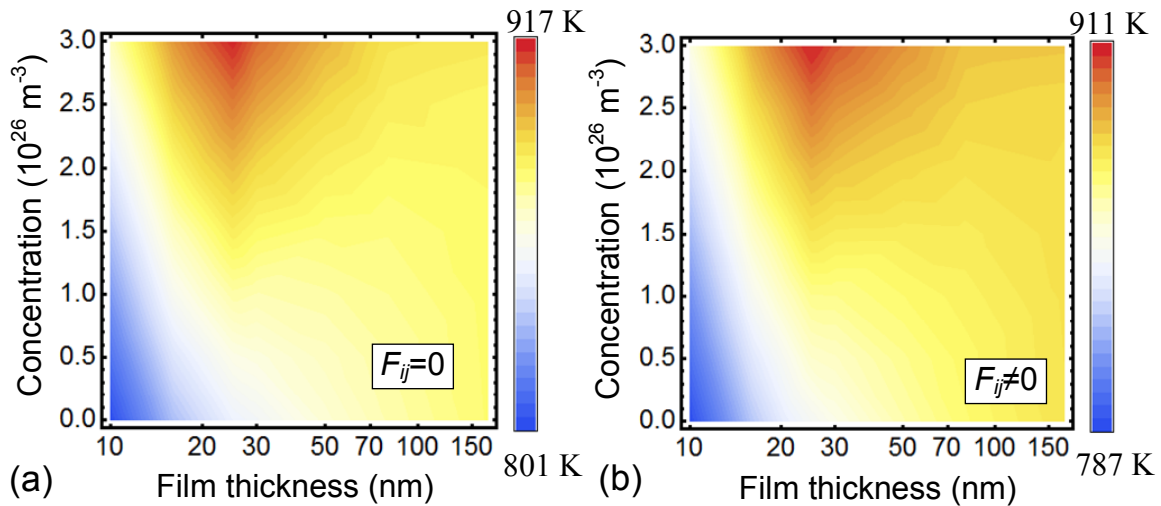 917 K
3.0
2.5
2.0
1.5
1.0
0.5
0.0
Concentration (10²⁶ m⁻³)
F_ij=0
10 20 30 50 70 100 150
801 K
(a) Film thickness (nm)
911 K
3.0
2.5
2.0
1.5
1.0
0.5
0.0
Concentration (10²⁶ m⁻³)
F_ij≠0
10 20 30 50 70 100 150
787 K
(b) Film thickness (nm)